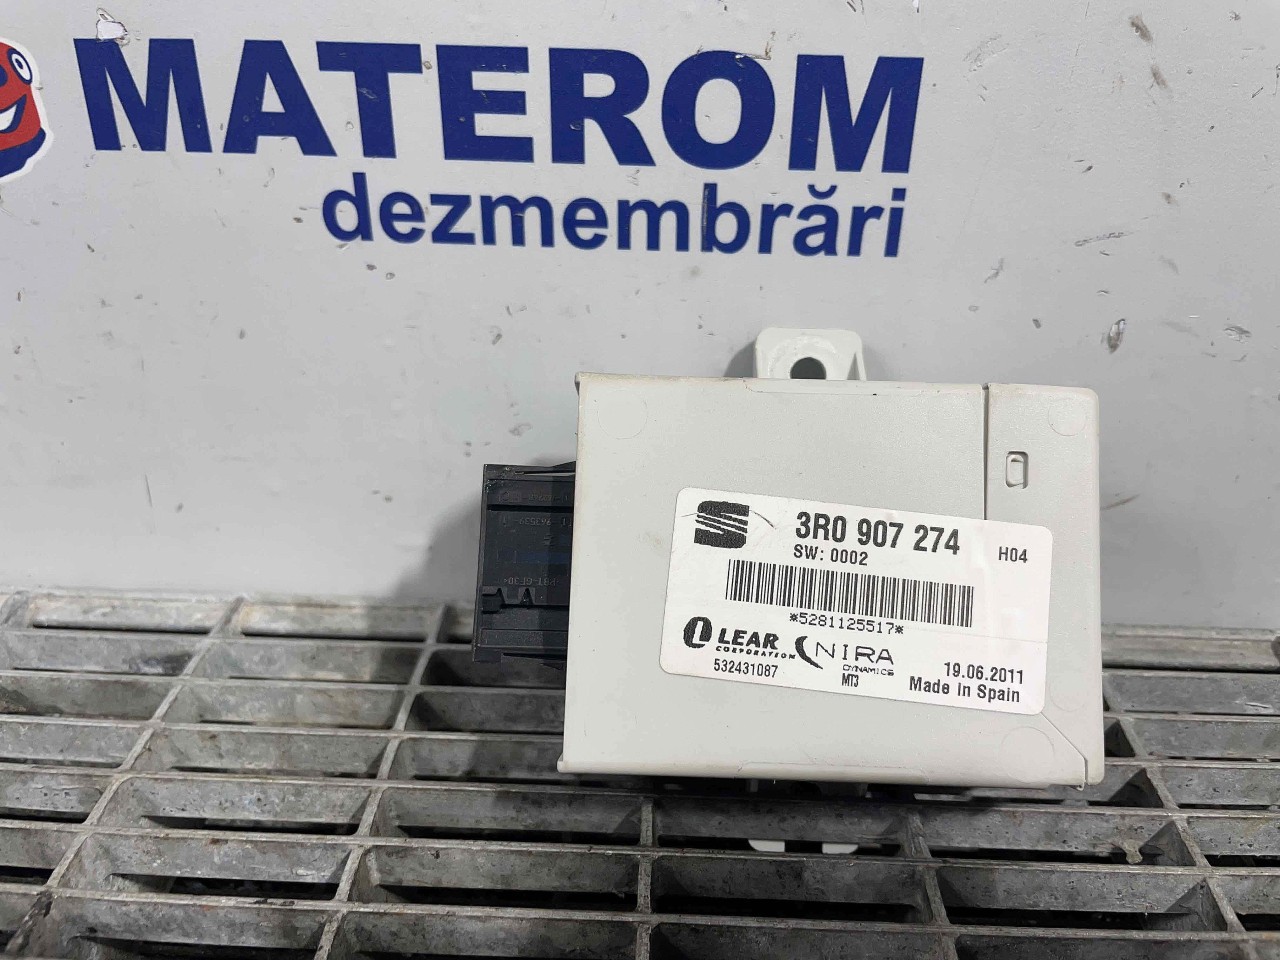 MATEROM
dezmembrări
3R0 907 274
H04
SW: 0002
*5281125517*
LEAR
CORPORATION
532431087
NIRA
DYNAMICS
MT3
19.06.2011
Made in Spain